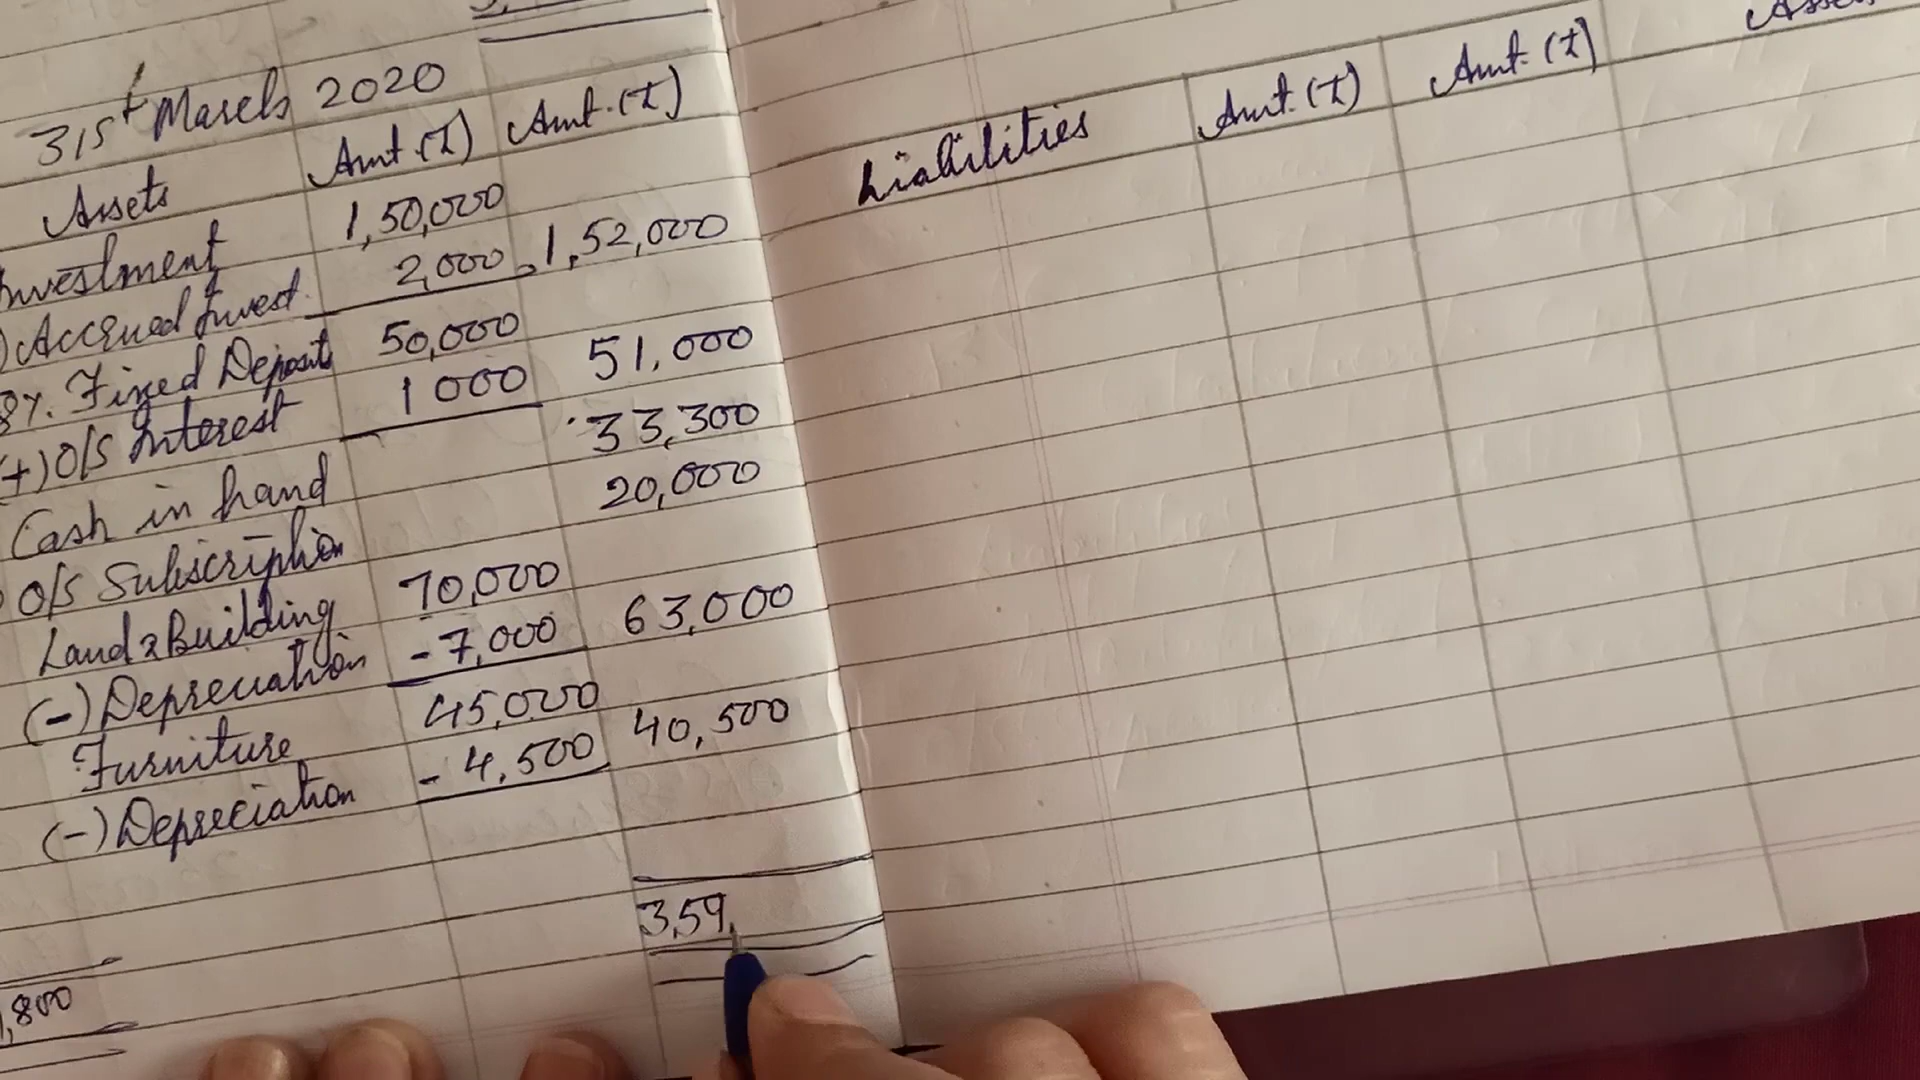 31st March 2020
Assets Amt.(₹) Amt.(₹)
Investment 1,50,000
Accrued Invest. 2,000 1,52,000
8%. Fixed Deposit 50,000
(+) O/S Interest 1000 51,000
Cash in hand 33,300
O/S Subscription 20,000
Land & Building 70,000
(-) Depreciation -7,000 63,000
Furniture 45,000
(-) Depreciation -4,500 40,500
3,59,
,800
Liabilities Amt.(₹) Amt.(₹)